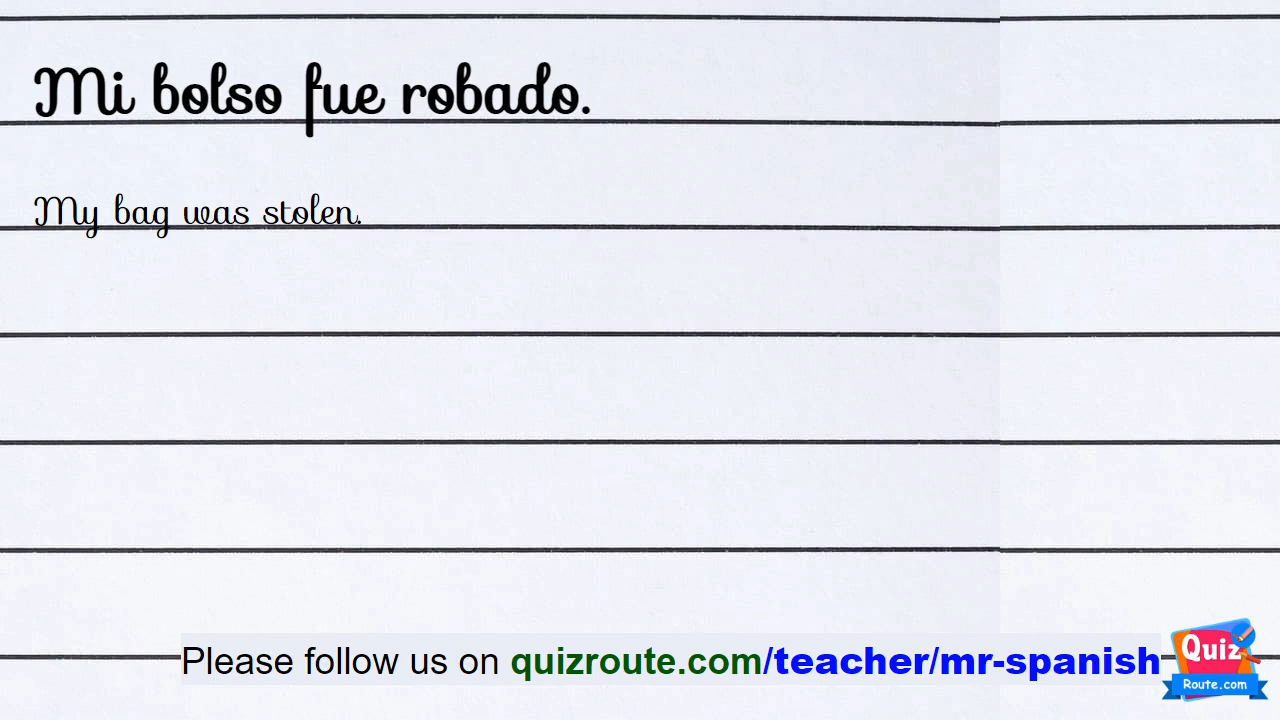 Mi bolso fue robado.
My bag was stolen.
Please follow us on quizroute.com/teacher/mr-spanish
Quiz
Route.com